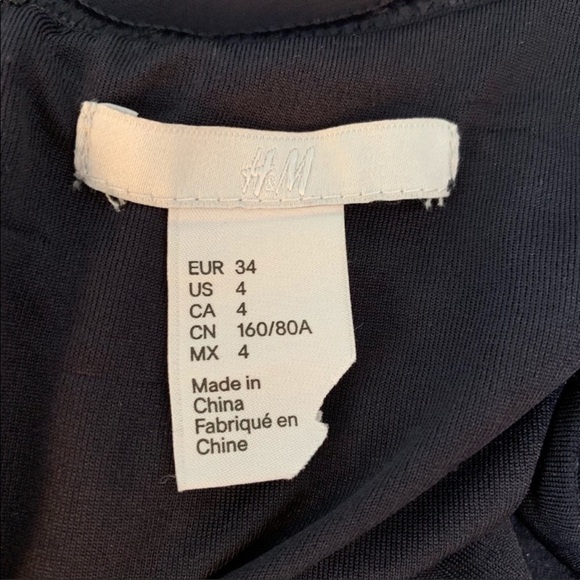 H&M
EUR 34
US 4
CA 4
CN 160/80A
MX 4
Made in
China
Fabriqué en
Chine